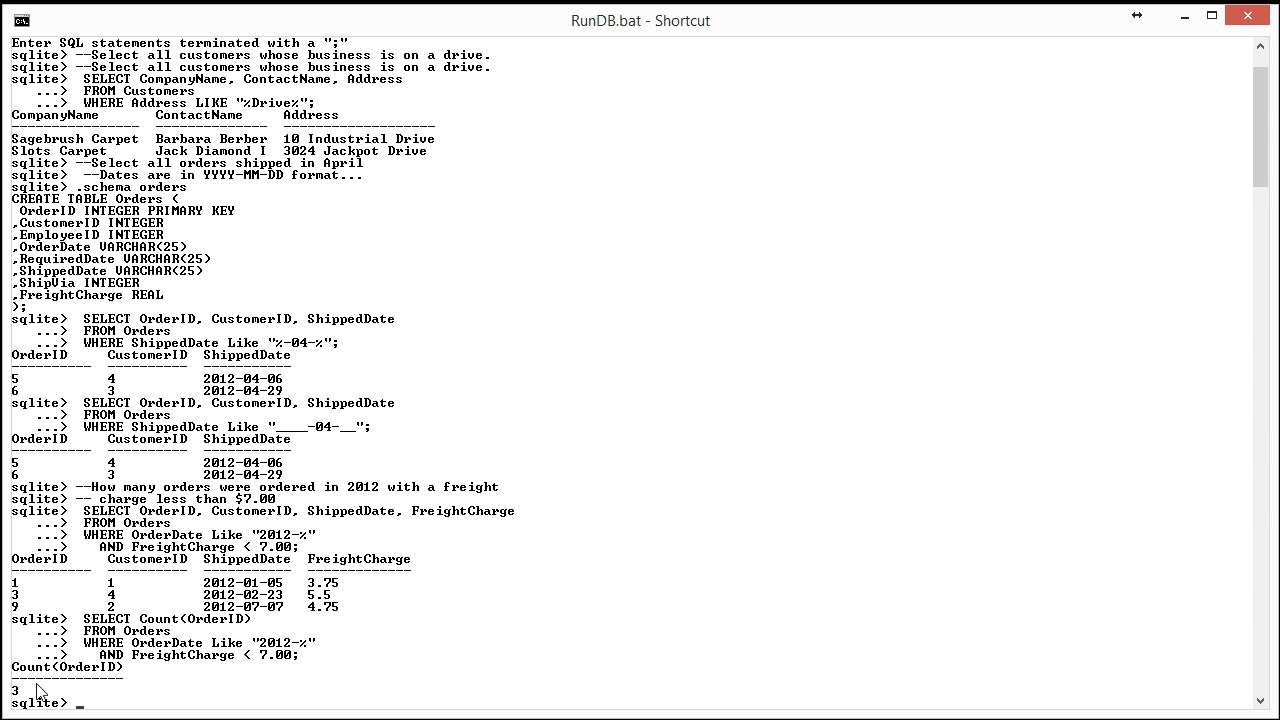 RunDB.bat - Shortcut
Enter SQL statements terminated with a ";"
sqlite> --Select all customers whose business is on a drive.
sqlite> --Select all customers whose business is on a drive.
sqlite>  SELECT CompanyName, ContactName, Address
   ...>  FROM Customers
   ...>  WHERE Address LIKE "%Drive%";
CompanyName       ContactName     Address
----------------  --------------  -------------------
Sagebrush Carpet  Barbara Berber  10 Industrial Drive
Slots Carpet      Jack Diamond I  3024 Jackpot Drive
sqlite> --Select all orders shipped in April
sqlite>  --Dates are in YYYY-MM-DD format...
sqlite> .schema orders
CREATE TABLE Orders (
 OrderID INTEGER PRIMARY KEY
,CustomerID INTEGER
,EmployeeID INTEGER
,OrderDate VARCHAR(25)
,RequiredDate VARCHAR(25)
,ShippedDate VARCHAR(25)
,ShipVia INTEGER
,FreightCharge REAL
);
sqlite>  SELECT OrderID, CustomerID, ShippedDate
   ...>  FROM Orders
   ...>  WHERE ShippedDate Like "%-04-%";
OrderID     CustomerID  ShippedDate
----------  ----------  -----------
5           4           2012-04-06
6           3           2012-04-29
sqlite>  SELECT OrderID, CustomerID, ShippedDate
   ...>  FROM Orders
   ...>  WHERE ShippedDate Like "____-04-__";
OrderID     CustomerID  ShippedDate
----------  ----------  -----------
5           4           2012-04-06
6           3           2012-04-29
sqlite> --How many orders were ordered in 2012 with a freight
sqlite> -- charge less than $7.00
sqlite>  SELECT OrderID, CustomerID, ShippedDate, FreightCharge
   ...>  FROM Orders
   ...>  WHERE OrderDate Like "2012-%"
   ...>    AND FreightCharge < 7.00;
OrderID     CustomerID  ShippedDate  FreightCharge
----------  ----------  -----------  -------------
1           1           2012-01-05   3.75
3           4           2012-02-23   5.5
9           2           2012-07-07   4.75
sqlite>  SELECT Count(OrderID)
   ...>  FROM Orders
   ...>  WHERE OrderDate Like "2012-%"
   ...>    AND FreightCharge < 7.00;
Count(OrderID)
--------------
3
sqlite> _